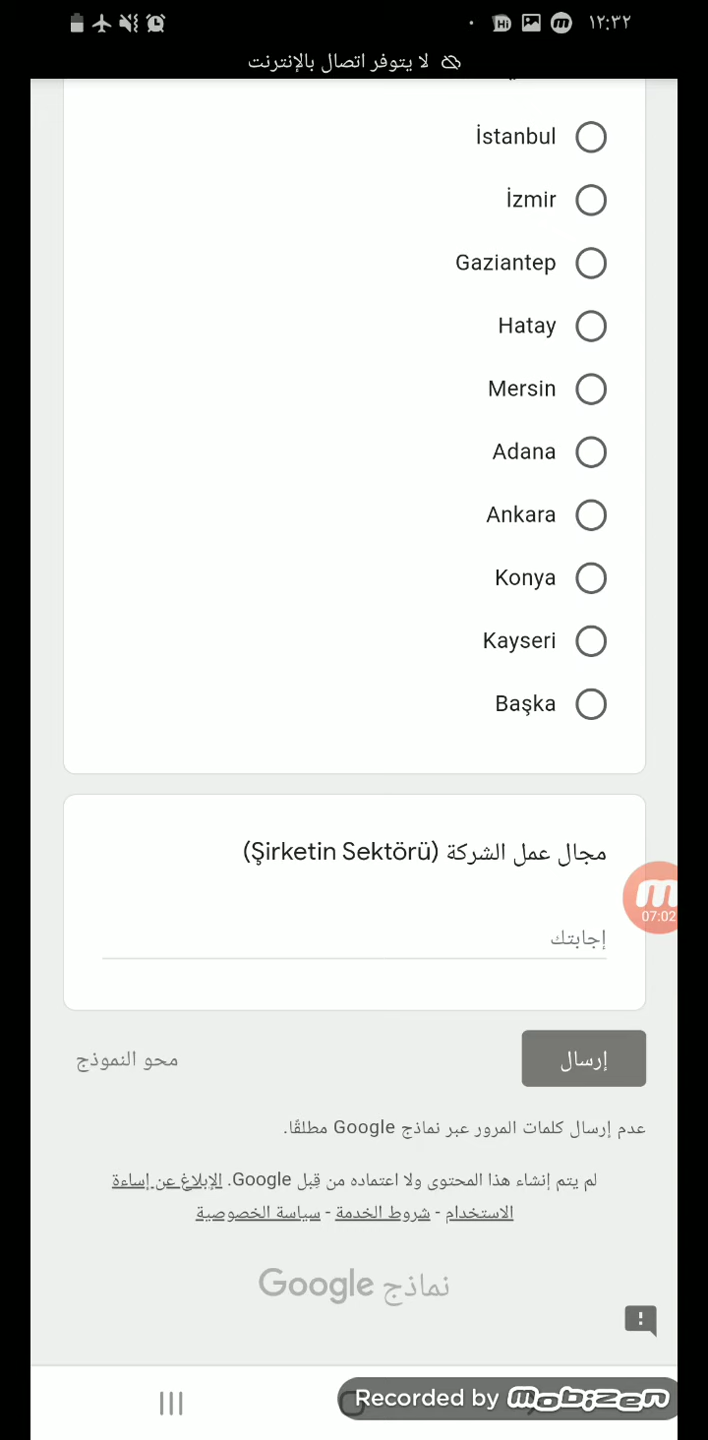 ١٢:٣٢
لا يتوفر اتصال بالإنترنت
İstanbul
İzmir
Gaziantep
Hatay
Mersin
Adana
Ankara
Konya
Kayseri
Başka
مجال عمل الشركة (Şirketin Sektörü)
07:02
إجابتك
إرسال
محو النموذج
عدم إرسال كلمات المرور عبر نماذج Google مطلقًا.
لم يتم إنشاء هذا المحتوى ولا اعتماده من قِبل Google. الإبلاغ عن إساءة
الاستخدام - شروط الخدمة - سياسة الخصوصية
نماذج Google
Recorded by mobizen